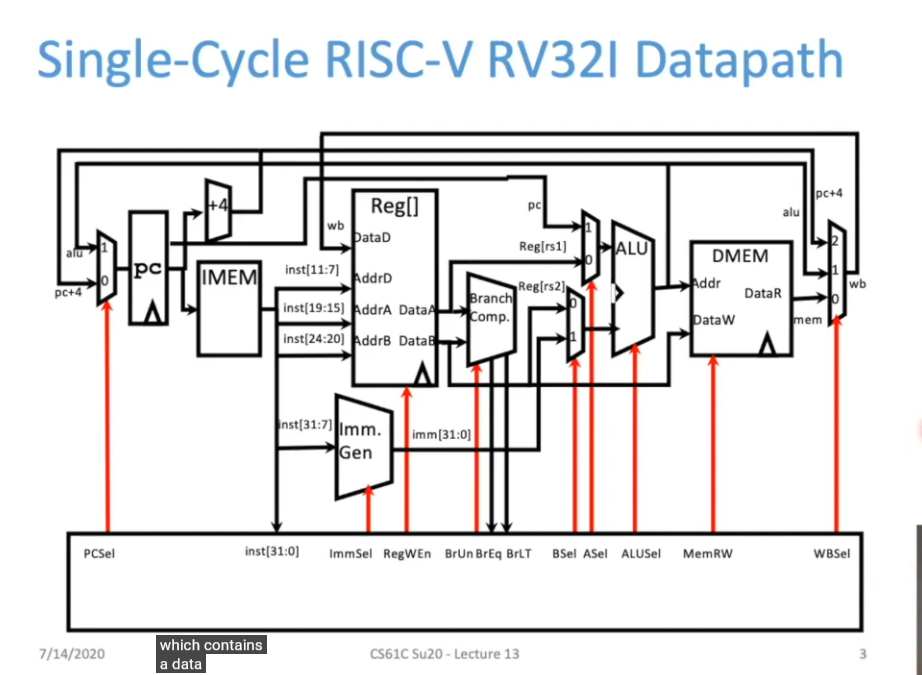 Single-Cycle RISC-V RV32I Datapath
pc+4
alu
+4
pc
Reg[]
wb
DataD
ALU
DMEM
alu
1
pc
IMEM
inst[11:7]
AddrD
Reg[rs1]
1
0
2
1
0
wb
pc+4
0
inst[19:15]
AddrA
DataA
Branch
Comp.
Reg[rs2]
0
1
Addr
DataR
DataW
mem
inst[24:20]
AddrB
DataB
inst[31:7]
Imm.
Gen
imm[31:0]
PCSel
inst[31:0]
ImmSel
RegWEn
BrUn
BrEq
BrLT
BSel
ASel
ALUSel
MemRW
WBSel
which contains
a data
7/14/2020
CS61C Su20 - Lecture 13
3